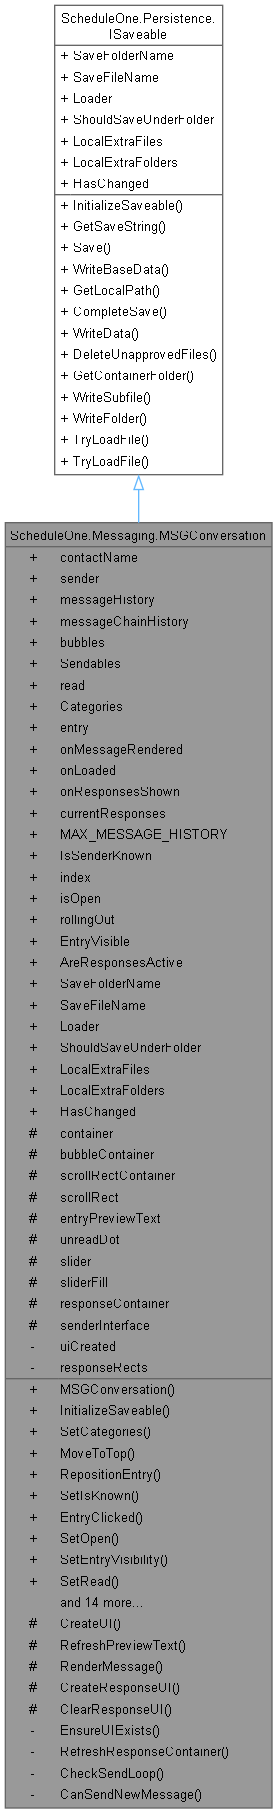 ScheduleOne.Persistence.
ISaveable
+ SaveFolderName
+ SaveFileName
+ Loader
+ ShouldSaveUnderFolder
+ LocalExtraFiles
+ LocalExtraFolders
+ HasChanged
+ InitializeSaveable()
+ GetSaveString()
+ Save()
+ WriteBaseData()
+ GetLocalPath()
+ CompleteSave()
+ WriteData()
+ DeleteUnapprovedFiles()
+ GetContainerFolder()
+ WriteSubfile()
+ WriteFolder()
+ TryLoadFile()
+ TryLoadFile()
ScheduleOne.Messaging.MSGConversation
+ contactName
+ sender
+ messageHistory
+ messageChainHistory
+ bubbles
+ Sendables
+ read
+ Categories
+ entry
+ onMessageRendered
+ onLoaded
+ onResponsesShown
+ currentResponses
+ MAX_MESSAGE_HISTORY
+ IsSenderKnown
+ index
+ isOpen
+ rollingOut
+ EntryVisible
+ AreResponsesActive
+ SaveFolderName
+ SaveFileName
+ Loader
+ ShouldSaveUnderFolder
+ LocalExtraFiles
+ LocalExtraFolders
+ HasChanged
# container
# bubbleContainer
# scrollRectContainer
# scrollRect
# entryPreviewText
# unreadDot
# slider
# sliderFill
# responseContainer
# senderInterface
- uiCreated
- responseRects
+ MSGConversation()
+ InitializeSaveable()
+ SetCategories()
+ MoveToTop()
+ RepositionEntry()
+ SetIsKnown()
+ EntryClicked()
+ SetOpen()
+ SetEntryVisibility()
+ SetRead()
and 14 more...
# CreateUI()
# RefreshPreviewText()
# RenderMessage()
# CreateResponseUI()
# ClearResponseUI()
- EnsureUIExists()
- RefreshResponseContainer()
- CheckSendLoop()
- CanSendNewMessage()